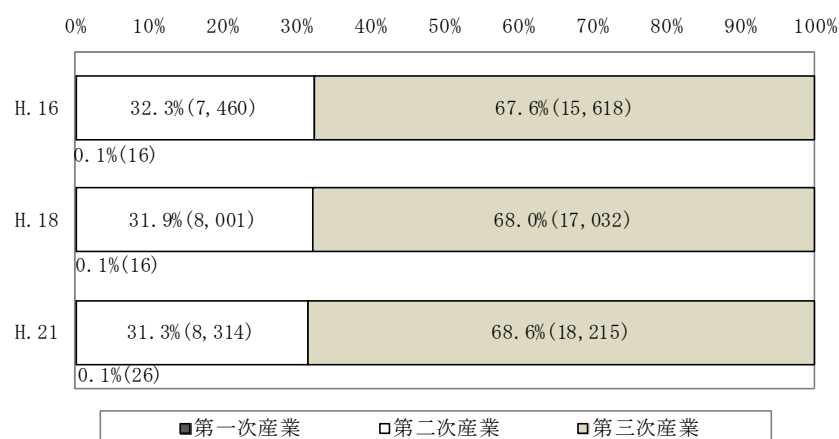 0% 10% 20% 30% 40% 50% 60% 70% 80% 90% 100%
H.16 32.3%(7,460) 67.6%(15,618)
0.1%(16)
H.18 31.9%(8,001) 68.0%(17,032)
0.1%(16)
H.21 31.3%(8,314) 68.6%(18,215)
0.1%(26)
第一次産業 第二次産業 第三次産業